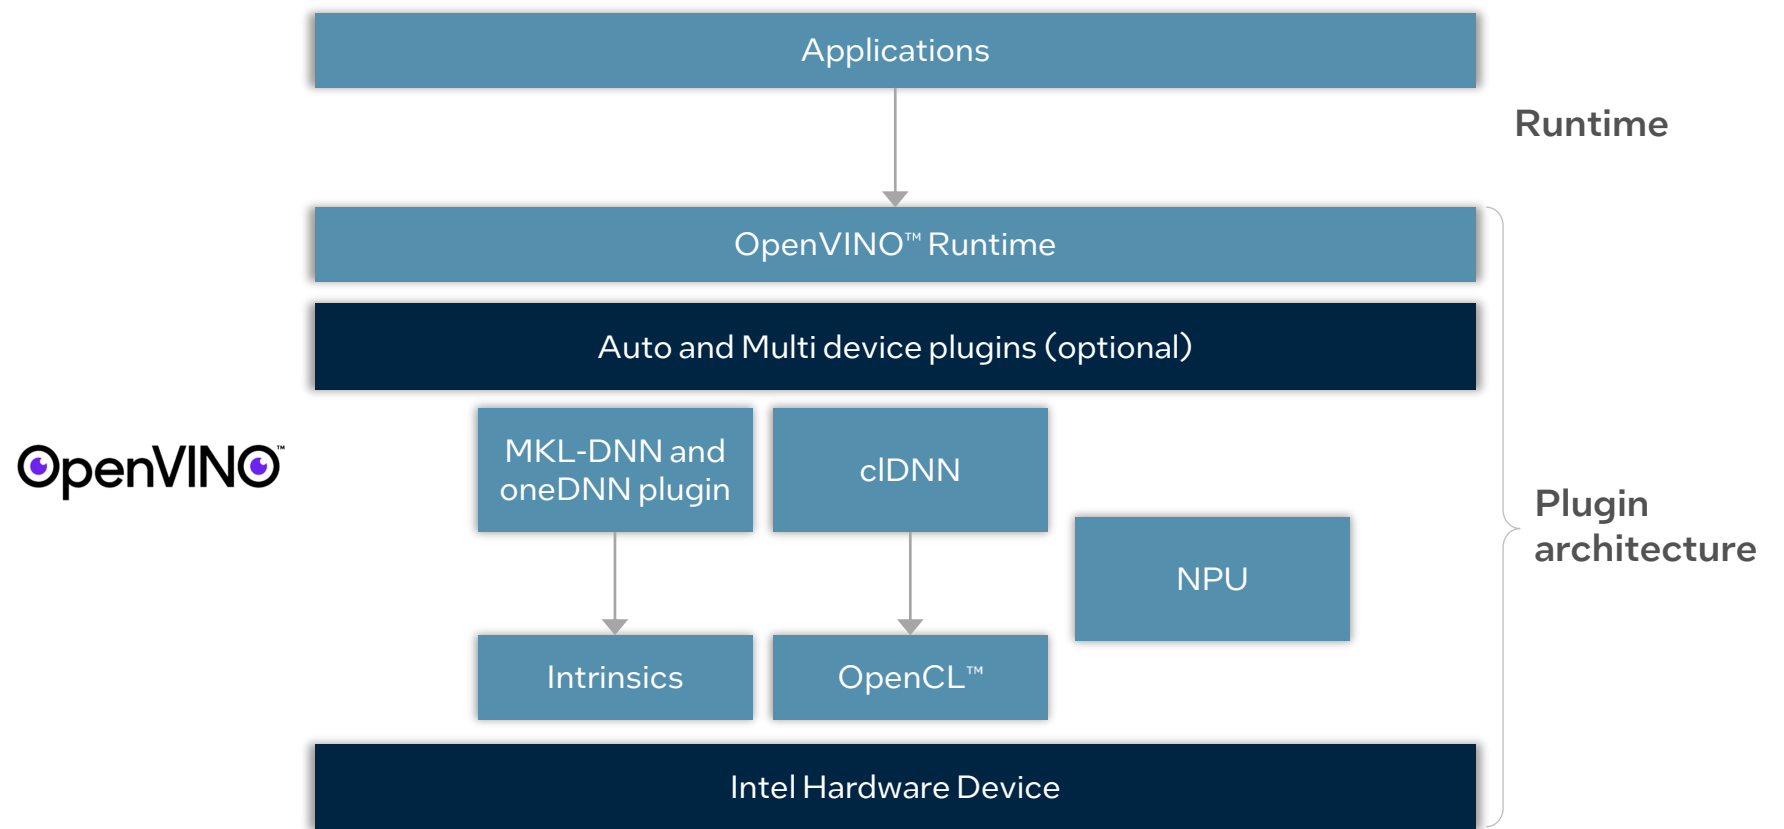 Applications
Runtime
OpenVINO™ Runtime
Auto and Multi device plugins (optional)
MKL-DNN and
oneDNN plugin
clDNN
OpenVINO™
Plugin
architecture
NPU
Intrinsics
OpenCL™
Intel Hardware Device